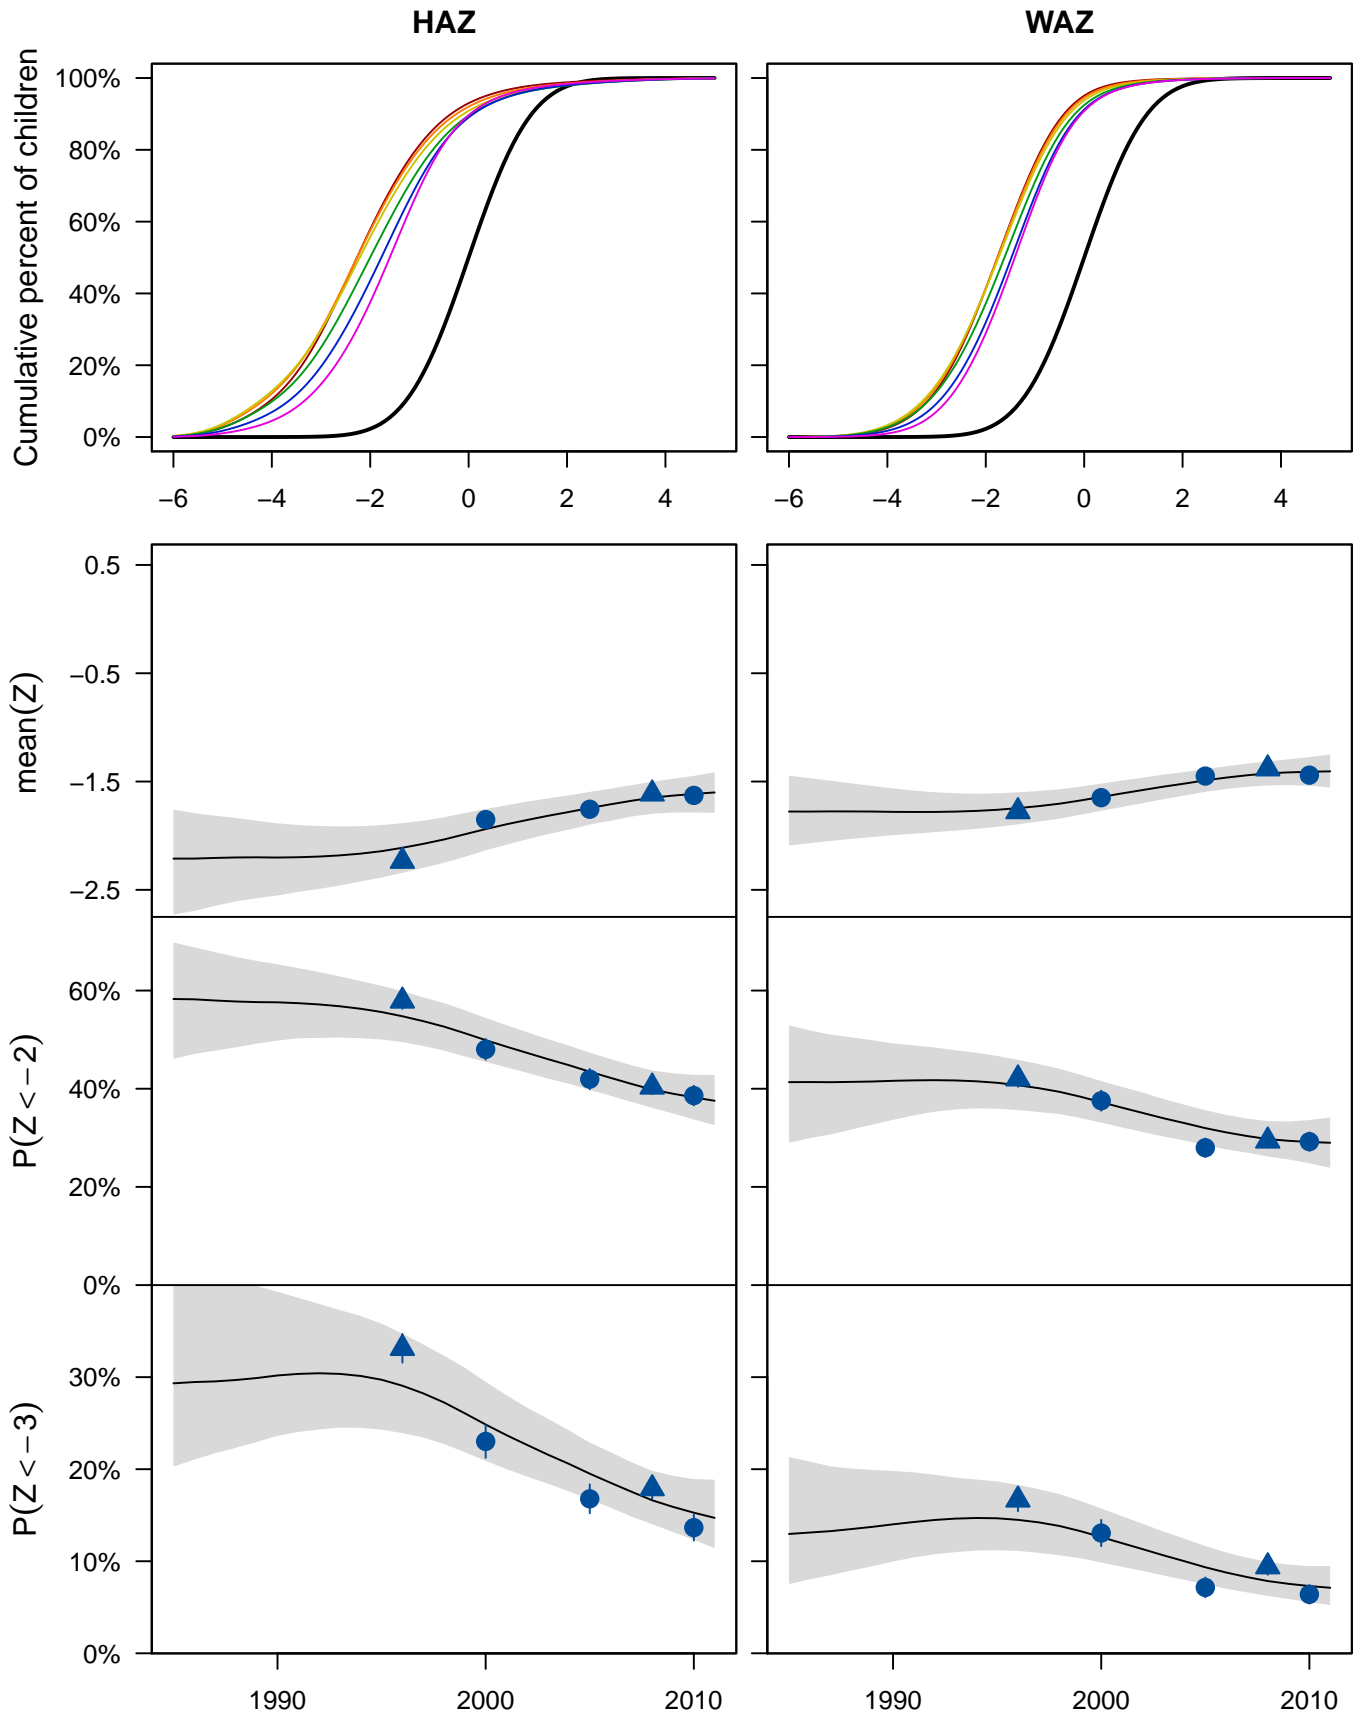 HAZ
WAZ
Cumulative percent of children
100%
80%
60%
40%
20%
0%
−6 −4 −2 0 2 4
−6 −4 −2 0 2 4
mean(Z)
0.5
−0.5
−1.5
−2.5
P(Z < −2)
60%
40%
20%
0%
P(Z < −3)
30%
20%
10%
0%
1990 2000 2010
1990 2000 2010